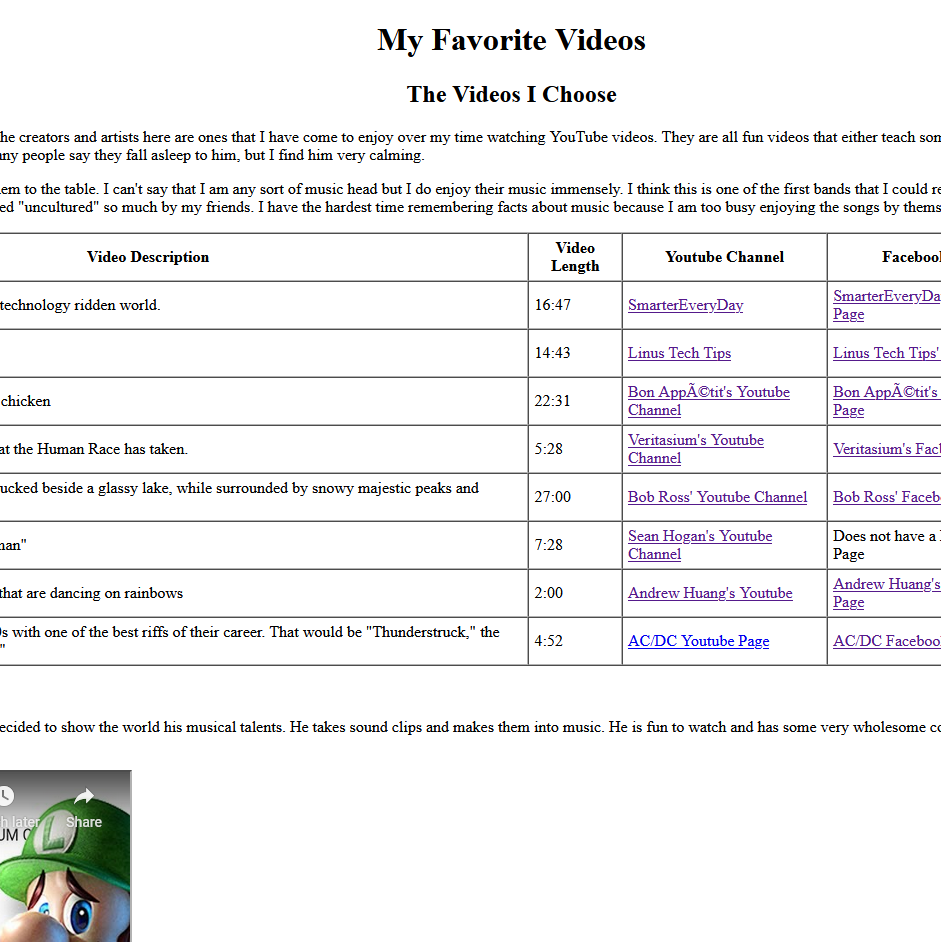 My Favorite Videos
The Videos I Choose
he creators and artists here are ones that I have come to enjoy over my time watching YouTube videos. They are all fun videos that either teach som
ny people say they fall asleep to him, but I find him very calming.
em to the table. I can't say that I am any sort of music head but I do enjoy their music immensely. I think this is one of the first bands that I could re
ed "uncultured" so much by my friends. I have the hardest time remembering facts about music because I am too busy enjoying the songs by thems
Video Description
Video
Length
Youtube Channel
Facebook
technology ridden world.
16:47
SmarterEveryDay
SmarterEveryDa
Page
14:43
Linus Tech Tips
Linus Tech Tips'
chicken
22:31
Bon AppÃ©tit's Youtube
Channel
Bon AppÃ©tit's
Page
at the Human Race has taken.
5:28
Veritasium's Youtube
Channel
Veritasium's Fac
ucked beside a glassy lake, while surrounded by snowy majestic peaks and
27:00
Bob Ross' Youtube Channel
Bob Ross' Faceb
man"
7:28
Sean Hogan's Youtube
Channel
Does not have a
Page
that are dancing on rainbows
2:00
Andrew Huang's Youtube
Andrew Huang's
Page
0s with one of the best riffs of their career. That would be "Thunderstruck," the
"
4:52
AC/DC Youtube Page
AC/DC Facebook
ecided to show the world his musical talents. He takes sound clips and makes them into music. He is fun to watch and has some very wholesome co
h later
Share
UM
L